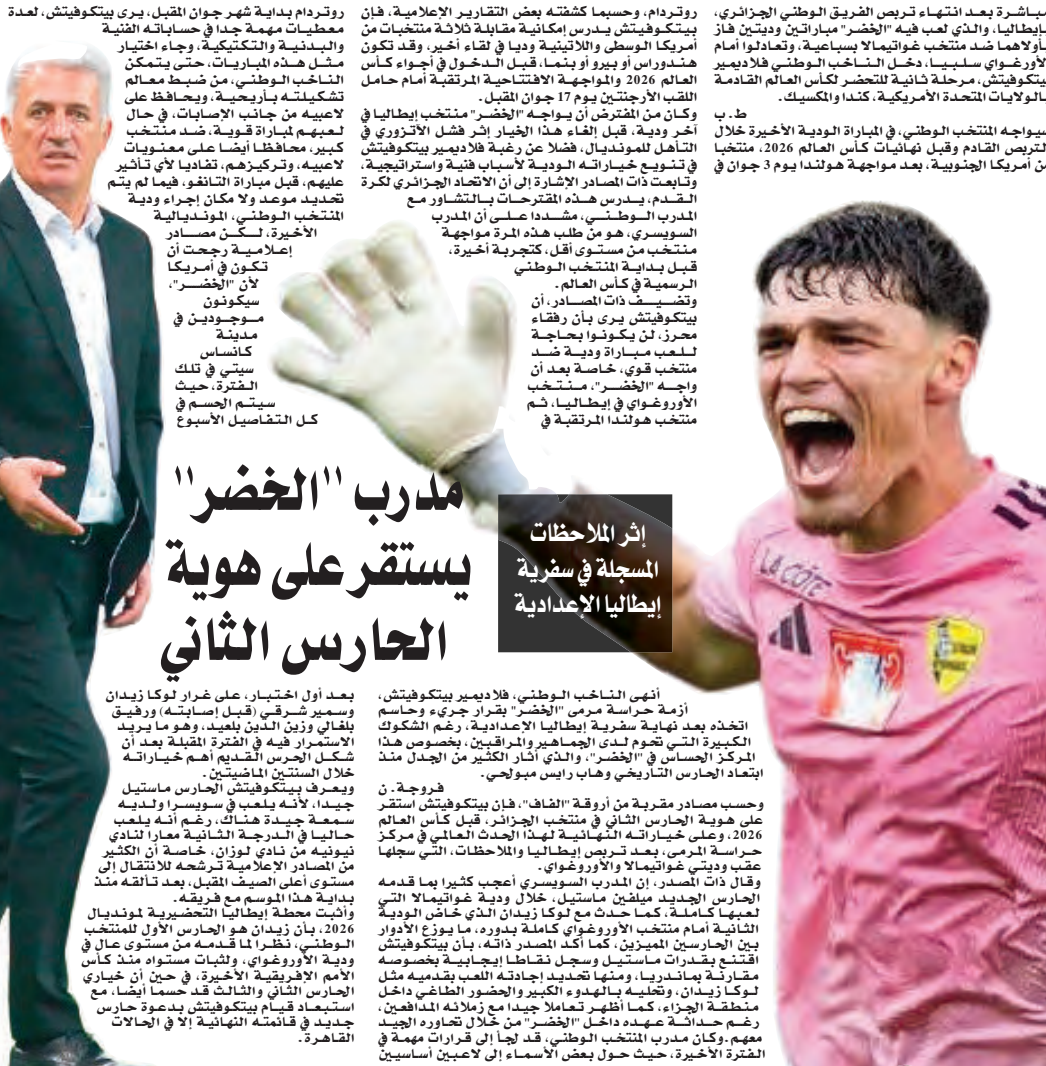 مباشرة بعد انتهاء تربص الفريق الوطني الجزائري،
بإيطاليا، والذي لعب فيه "الخضر" مباراتين وديتين فاز
بأولاهما ضد منتخب غواتيمالا بسباعية، وتعادلوا أمام
الأورغواي سلبيا، دخل الناخب الوطني فلاديمير
بيتكوفيتش، مرحلة ثانية للتحضر لكأس العالم القادمة
بالولايات المتحدة الأمريكية، كندا والمكسيك.
ط. ب
سيواجه المنتخب الوطني، في المباراة الودية الأخيرة خلال
التربص القادم وقبل نهائيات كأس العالم 2026، منتخبا
من أمريكا الجنوبية، بعد مواجهة هولندا يوم 3 جوان في
روتردام، وحسبما كشفته بعض التقارير الإعلامية، فإن
بيتكوفيتش يدرس إمكانية مقابلة ثلاثة منتخبات من
أمريكا الوسطى واللاتينية وديا في لقاء أخير، وقد تكون
هندوراس أو بيرو أو بنما، قبل الدخول في أجواء كأس
العالم 2026 والمواجهة الافتتاحية المرتقبة أمام حامل
اللقب الأرجنتين يوم 17 جوان المقبل.
وكان من المفترض أن يواجه "الخضر" منتخب إيطاليا في
آخر ودية، قبل إلغاء هذا الخيار إثر فشل الأتزوري في
التأهل للمونديال، فضلا عن رغبة فلاديمير بيتكوفيتش
في تنويع خياراته الودية لأسباب فنية واستراتيجية،
وتابعت ذات المصادر الإشارة إلى أن الاتحاد الجزائري لكرة
القدم، يدرس هذه المقترحات بالتشاور مع
المدرب الوطني، مشددا على أن المدرب
السويسري، هو من طلب هذه المرة مواجهة
منتخب من مستوى أقل، كتجربة أخيرة،
قبل بداية المنتخب الوطني
الرسمية في كأس العالم.
وتضيف ذات المصادر، أن
بيتكوفيتش يرى بأن رفقاء
محرز، لن يكونوا بحاجة
للعب مباراة ودية ضد
منتخب قوي، خاصة بعد أن
واجه "الخضر"، منتخب
الأوروغواي في إيطاليا، ثم
منتخب هولندا المرتقبة في
روتردام بداية شهر جوان المقبل، يرى بيتكوفيتش، لعدة
معطيات مهمة جدا في حساباته الفنية
والبدنية والتكتيكية، وجاء اختيار
مثل هذه المباريات، حتى يتمكن
الناخب الوطني، من ضبط معالم
تشكيلته بأريحية، ويحافظ على
لاعبيه من جانب الإصابات، في حال
لعبهم لمباراة قوية، ضد منتخب
كبير، محافظا أيضا على معنويات
لاعبيه، وتركيزهم، تفاديا لأي تأثير
عليهم، قبل مباراة التانغو، فيما لم يتم
تحديد موعد ولا مكان إجراء ودية
المنتخب الوطني، المونديالية
الأخيرة، لكن مصادر
إعلامية رجحت أن
تكون في أمريكا
لأن "الخضر"،
سيكونون
موجودين في
مدينة
كانساس
سيتي في تلك
الفترة، حيث
سيتم الحسم في
كل التفاصيل الأسبوع
إثر الملاحظات
المسجلة في سفرية
إيطاليا الإعدادية
مدرب "الخضر"
يستقر على هوية
الحارس الثاني
أنهى الناخب الوطني، فلاديمير بيتكوفيتش،
أزمة حراسة مرمى "الخضر" بقرار جريء وحاسم
اتخذه بعد نهاية سفرية إيطاليا الإعدادية، رغم الشكوك
الكبيرة التي تحوم لدى الجماهير والمراقبين، بخصوص هذا
المركز الحساس في "الخضر"، والذي أثار الكثير من الجدل منذ
ابتعاد الحارس التاريخي وهاب رايس مبولحي.
فروجة. ن
وحسب مصادر مقربة من أروقة "الفاف"، فإن بيتكوفيتش استقر
على هوية الحارس الثاني في منتخب الجزائر، قبل كأس العالم
2026، وعلى خياراته النهائية لهذا الحدث العالمي في مركز
حراسة المرمى، بعد تربص إيطاليا والملاحظات، التي سجلها
عقب وديتي غواتيمالا والأوروغواي.
وقال ذات المصدر، إن المدرب السويسري أعجب كثيرا بما قدمه
الحارس الجديد ميلفين ماستيل، خلال ودية غواتيمالا التي
لعبها كاملة، كما حدث مع لوكا زيدان الذي خاض الودية
الثانية أمام منتخب الأوروغواي كاملة بدوره، ما يوزع الأدوار
بين الحارسين المميزين، كما أكد المصدر ذاته، بأن بيتكوفيتش
اقتنع بقدرات ماستيل وسجل نقاطا إيجابية بخصوصه
مقارنة بماندريا، ومنها تحديد إجادته اللعب بقدميه مثل
لوكا زيدان، وتحليه بالهدوء الكبير والحضور الطاغي داخل
منطقة الجزاء، كما أظهر تعاملا جيدا مع زملائه المدافعين،
رغم حداثة عهده داخل "الخضر" من خلال تحاوره الجيد
معهم. وكان مدرب المنتخب الوطني، قد لجأ إلى قرارات مهمة في
الفترة الأخيرة، حيث حول بعض الأسماء إلى لاعبين أساسيين
بعد أول اختبار، على غرار لوكا زيدان
وسمير شرقي (قبل إصابته) ورفيق
بلغالي وزين الدين بلعيد، وهو ما يريد
الاستمرار فيه في الفترة المقبلة بعد أن
شكل الحرس القديم أهم خياراته
خلال السنتين الماضيتين.
ويعرف بيتكوفيتش الحارس ماستيل
جيدا، لأنه يلعب في سويسرا ولديه
سمعة جيدة هناك، رغم أنه يلعب
حاليا في الدرجة الثانية معارا لنادي
نيونيه من نادي لوزان، خاصة أن الكثير
من المصادر الإعلامية ترشحه للانتقال إلى
مستوى أعلى الصيف المقبل، بعد تألقه منذ
بداية هذا الموسم مع فريقه.
وأثبت محطة إيطاليا التحضيرية لمونديال
2026، بأن زيدان هو الحارس الأول للمنتخب
الوطني، نظرا لما قدمه من مستوى عال في
ودية الأوروغواي، ولثبات مستواه منذ كأس
الأمم الإفريقية الأخيرة، في حين أن خياري
الحارس الثاني والثالث قد حسما أيضا، مع
استبعاد قيام بيتكوفيتش بدعوة حارس
جديد في قائمته النهائية إلا في الحالات
القاهرة.
LA CÔTE